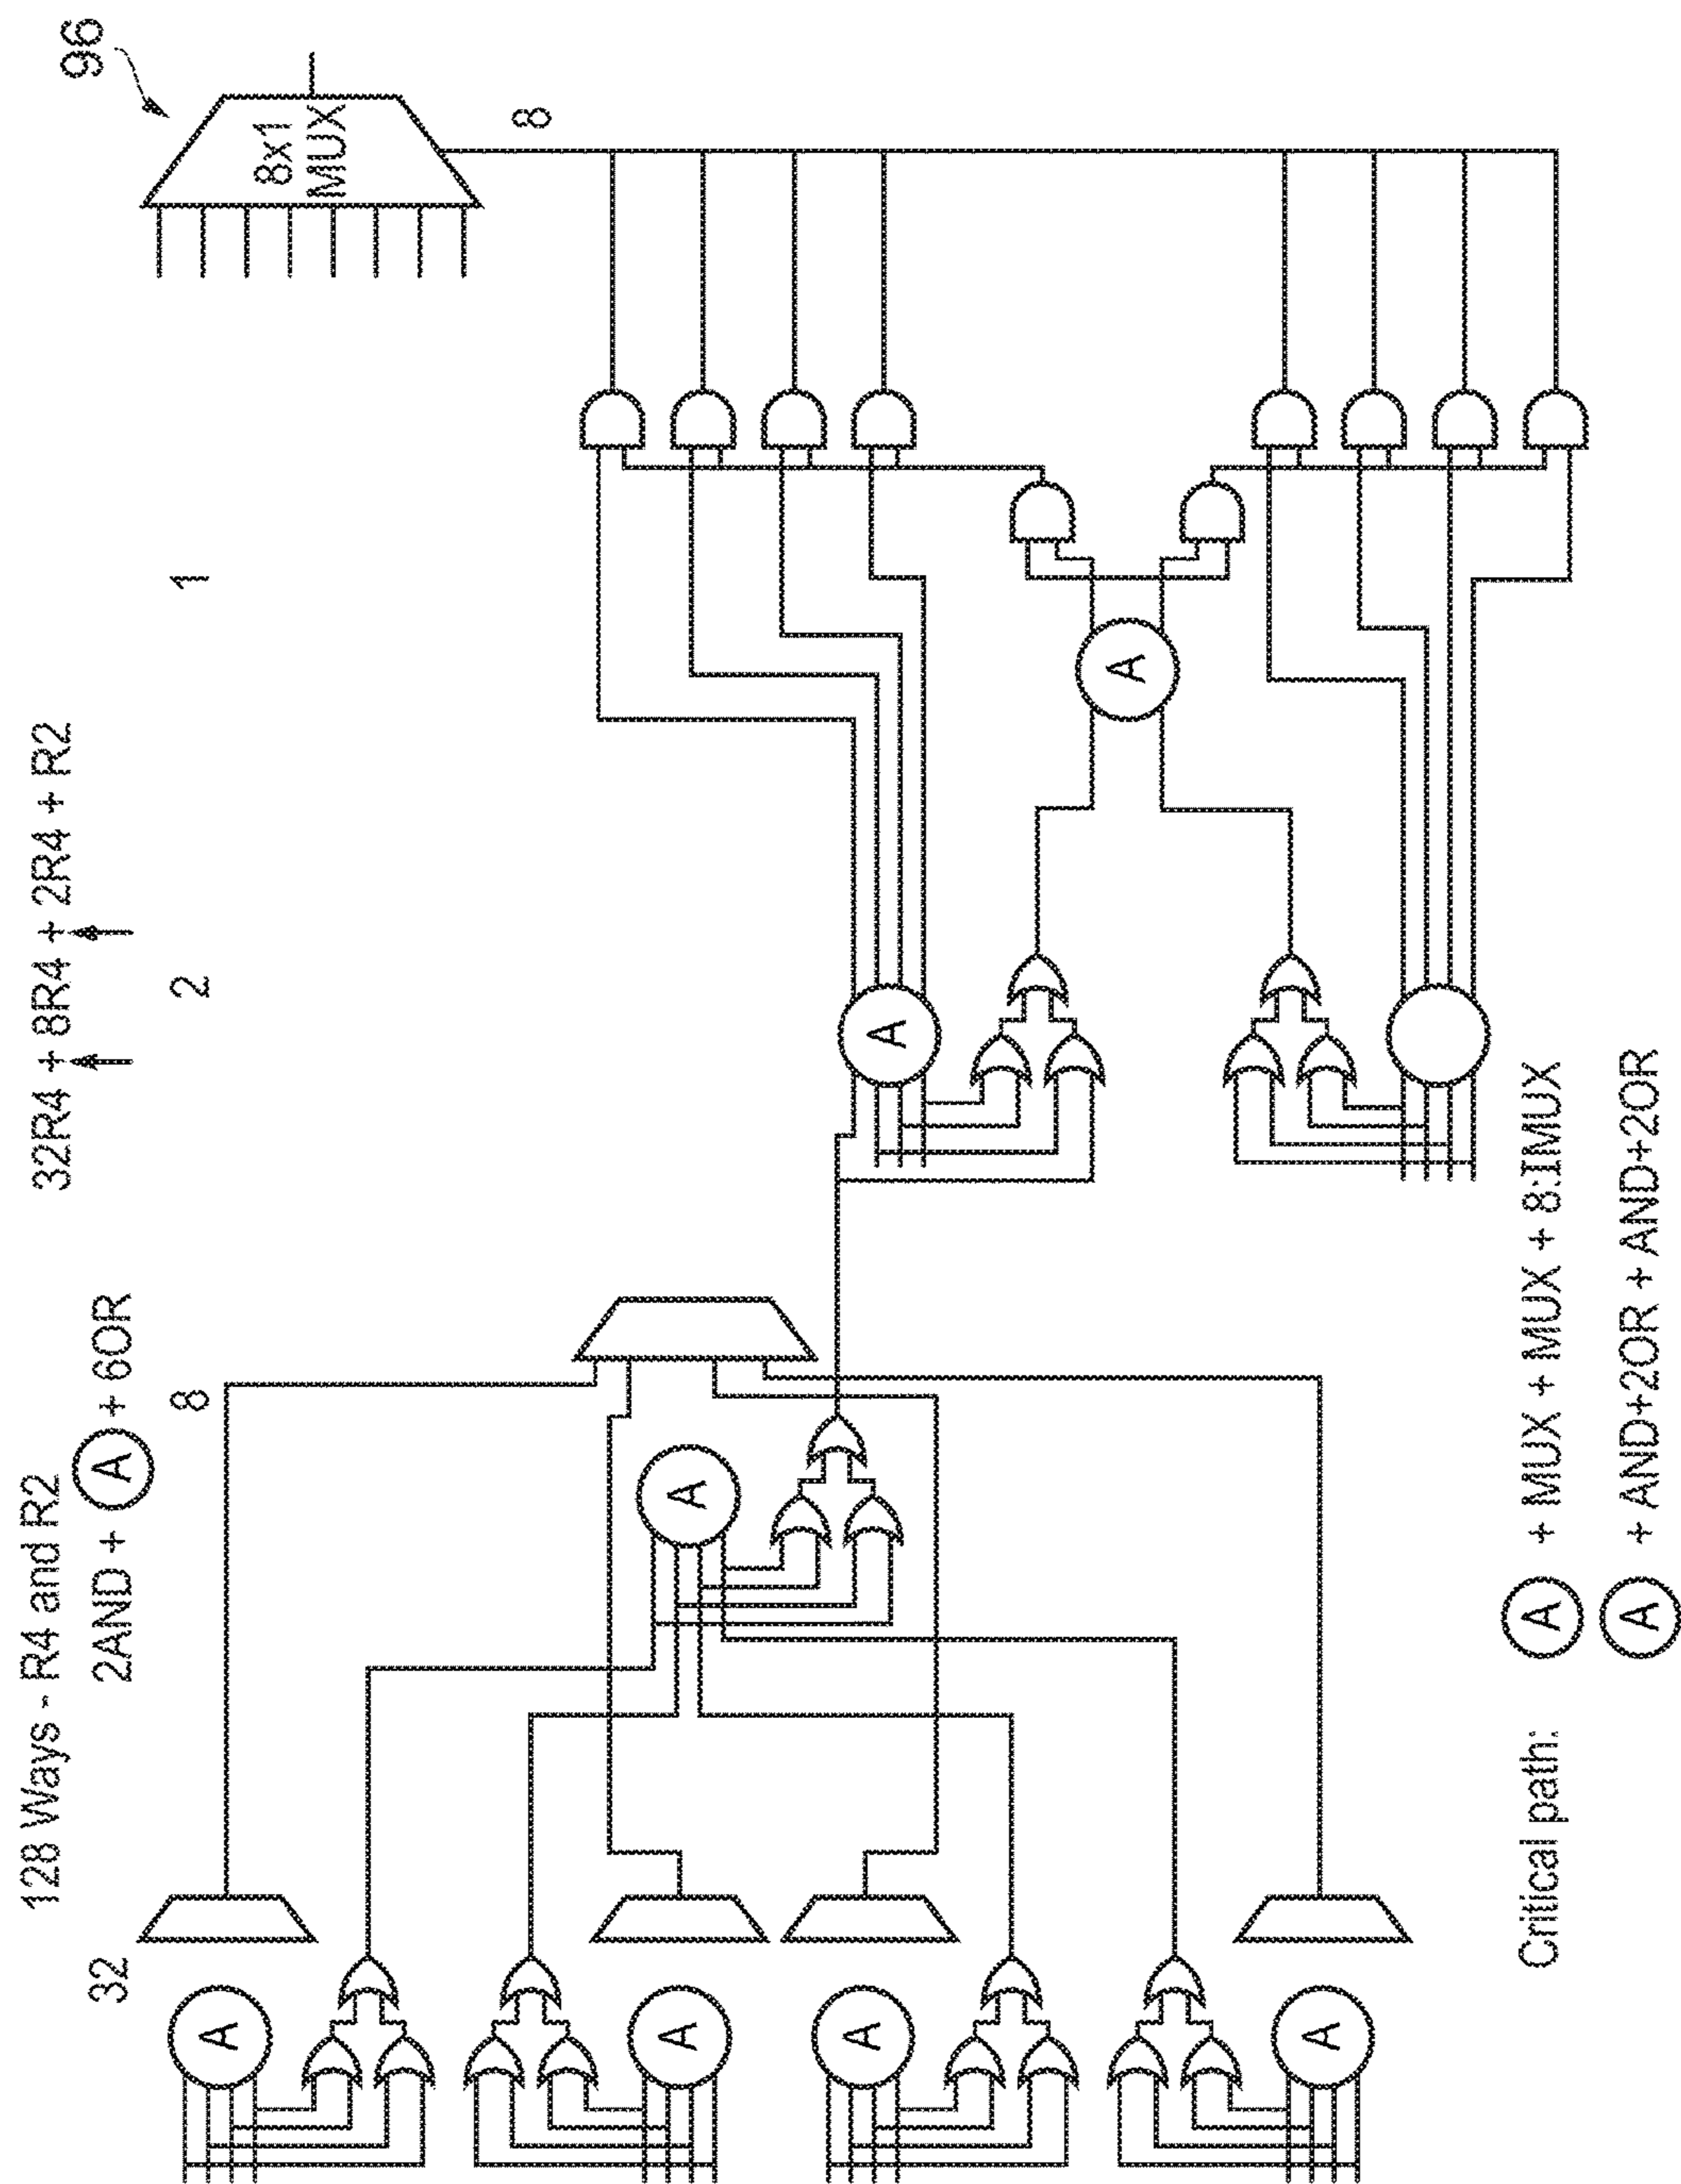 128 Ways - R4 and R2
32R4 + 8R4 + 2R4 + R2
32
2AND + A + 6OR
8
2
1
96
8x1
MUX
8
A
A
A
A
A
A
A
Critical path:
A + MUX + MUX + 8:IMUX
A + AND+2OR + AND+2OR